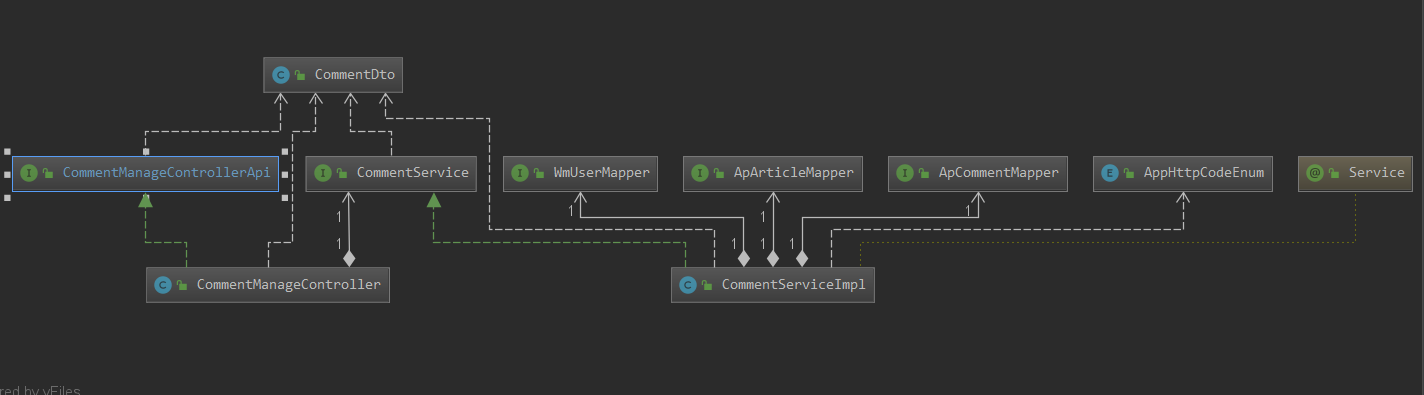 C CommentDto
I CommentManageControllerApi
I CommentService
I WmUserMapper
I ApArticleMapper
I ApCommentMapper
E AppHttpCodeEnum
@ Service
1 1 1 1
1 1 1 1
C CommentManageController
C CommentServiceImpl
red by yFiles